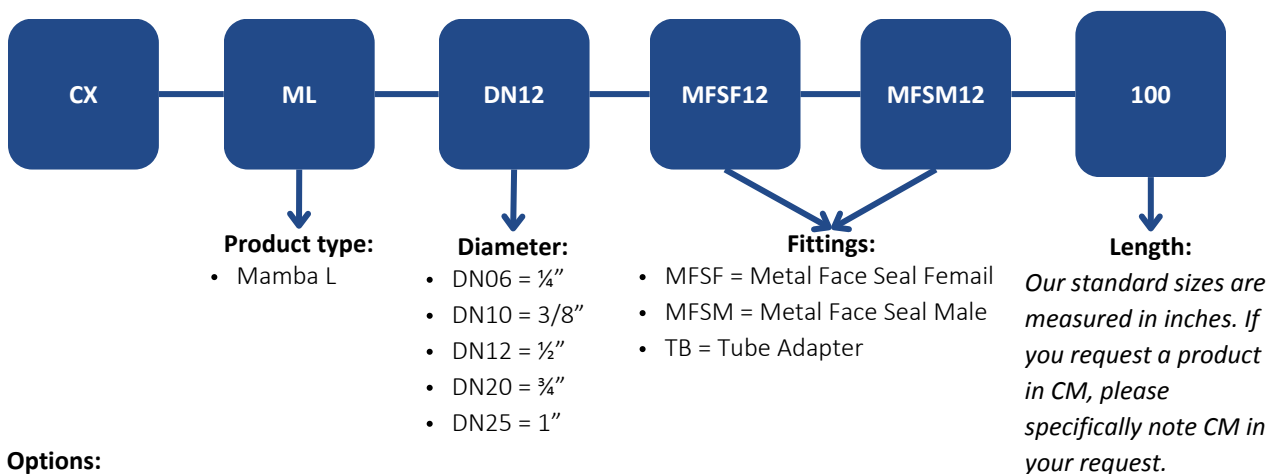 CX
ML
DN12
MFSF12
MFSM12
100
Product type:
• Mamba L
Diameter:
• DN06 = ¼”
• DN10 = 3/8”
• DN12 = ½”
• DN20 = ¾”
• DN25 = 1”
Fittings:
• MFSF = Metal Face Seal Femail
• MFSM = Metal Face Seal Male
• TB = Tube Adapter
Length:
Our standard sizes are
measured in inches. If
you request a product
in CM, please
specifically note CM in
your request.
Options: